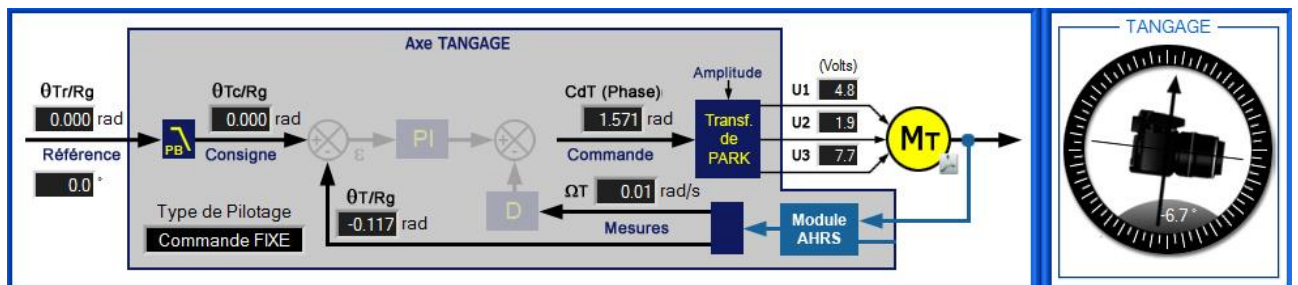 Axe TANGAGE
TANGAGE
(Volts)
Amplitude
θTr/Rg
θTc/Rg
CdT (Phase)
U1 4.8
0.000 rad
0.000 rad
1.571 rad
Transf.
de
PARK
U2 1.9
MT
Référence
PB
Consigne
ε
PI
Commande
U3 7.7
0.0 °
θT/Rg
ΩT 0.01 rad/s
Type de Pilotage
-0.117 rad
D
Mesures
Module
AHRS
-6.7 °
Commande FIXE